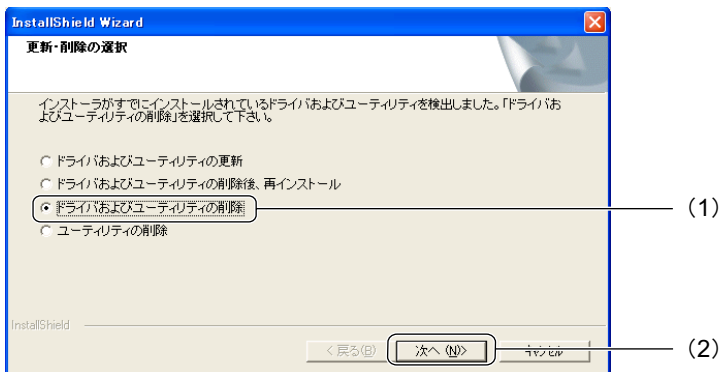 InstallShield Wizard
更新・削除の選択
インストーラがすでにインストールされているドライバおよびユーティリティを検出しました。「ドライバお
よびユーティリティの削除」を選択して下さい。
ドライバおよびユーティリティの更新
ドライバおよびユーティリティの削除後、再インストール
ドライバおよびユーティリティの削除
(1)
ユーティリティの削除
InstallShield
< 戻る(B)
次へ (N)>
キャンセル
(2)